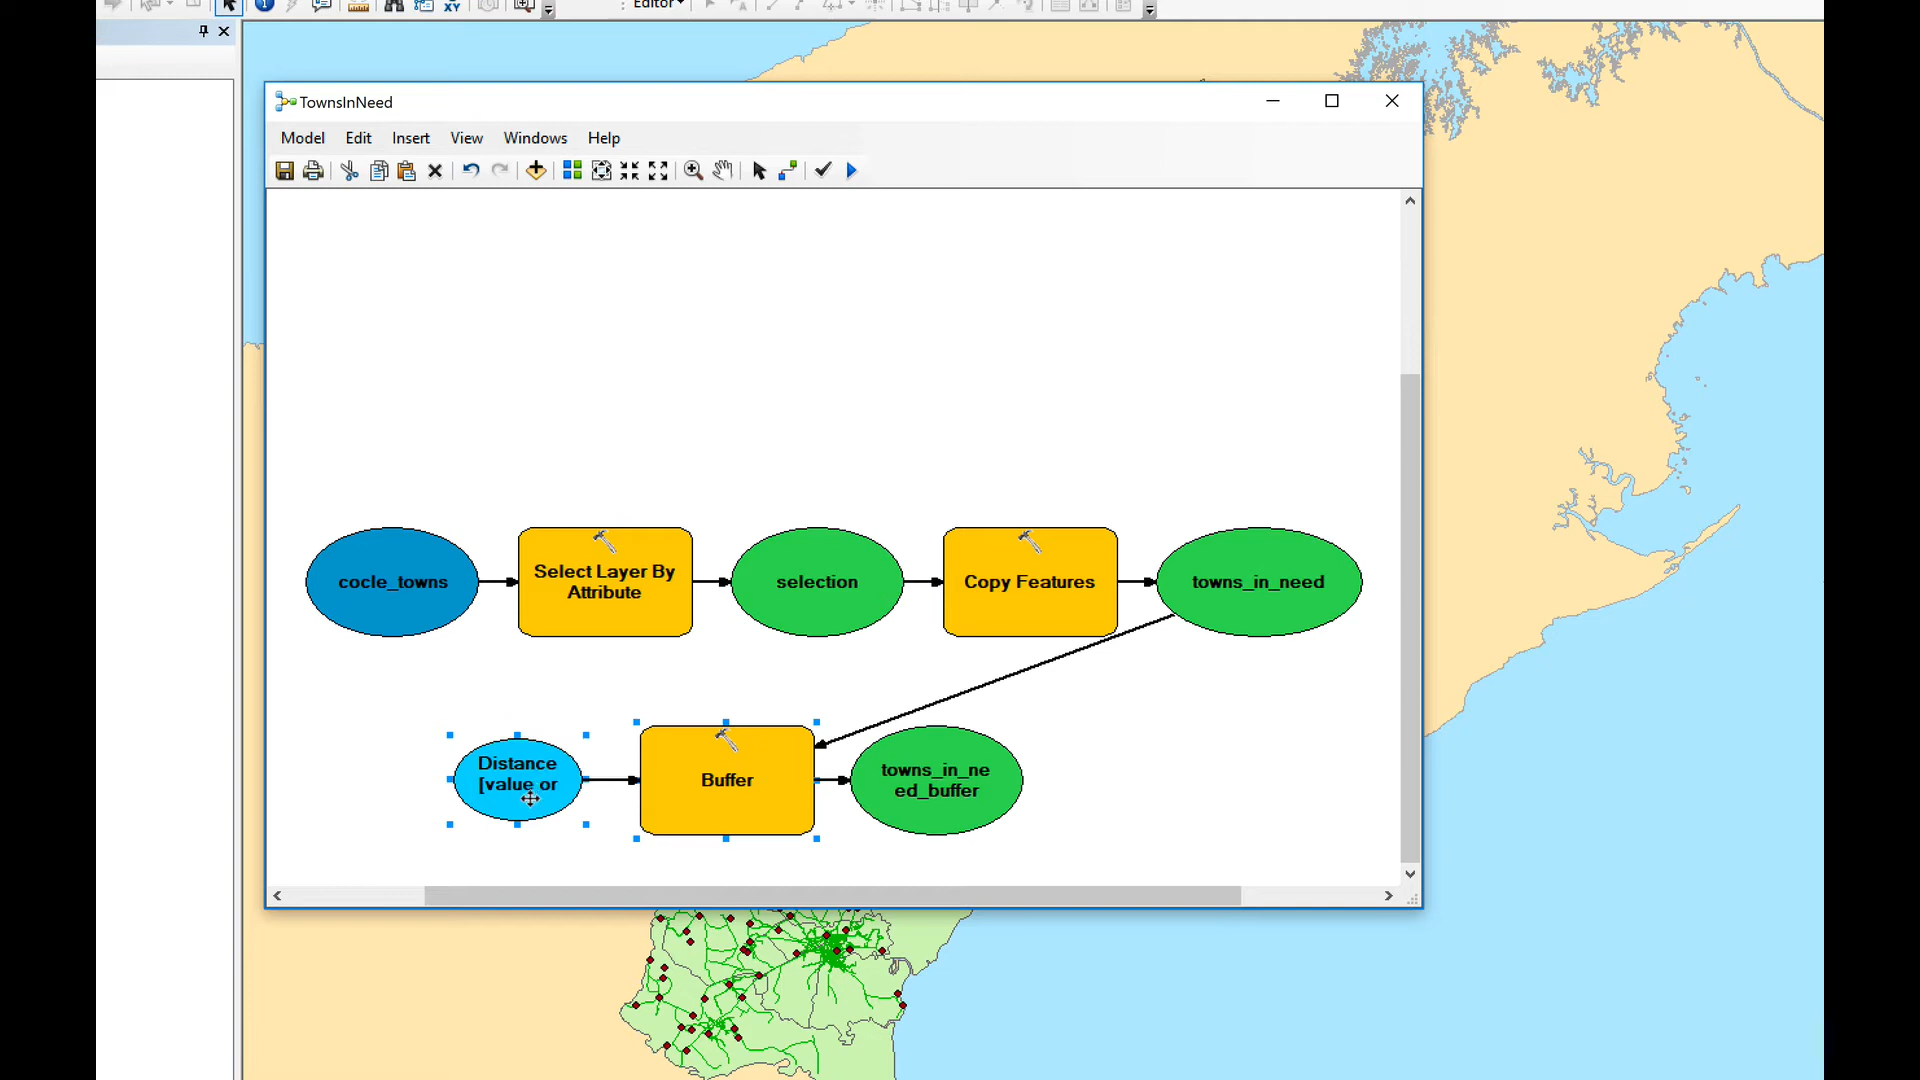 Editor
XY
TownsInNeed
Model Edit Insert View Windows Help
cocle_towns
Select Layer By
Attribute
selection
Copy Features
towns_in_need
Distance
[value or
Buffer
towns_in_ne
ed_buffer